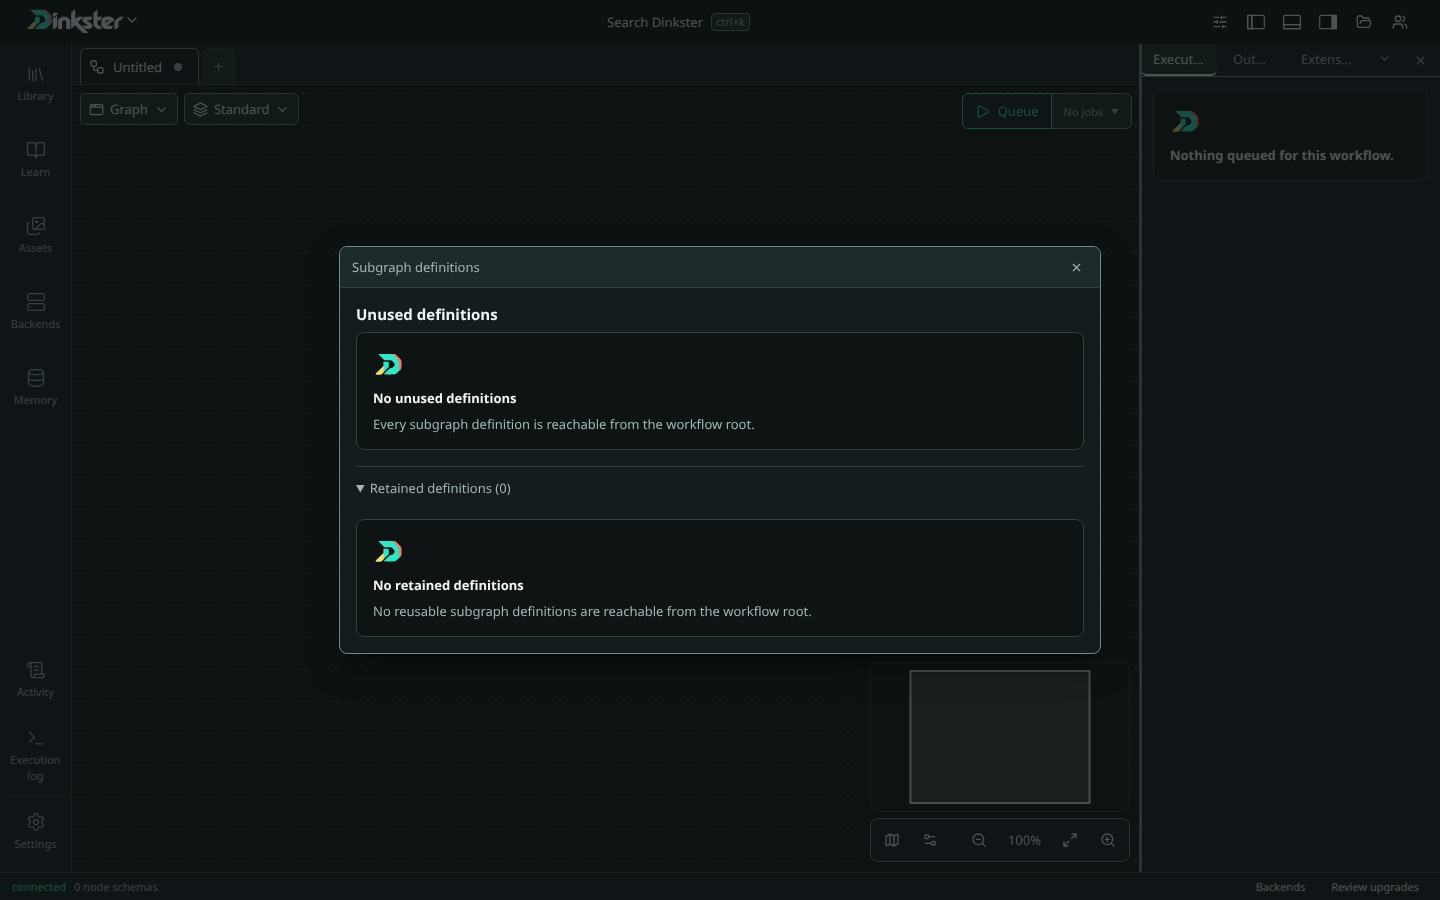 Dinkster
Search Dinkster ctrl+k
Library
Learn
Assets
Backends
Memory
Activity
Execution
log
Settings
Untitled
+
Graph
Standard
Queue
No jobs
Execut...
Out...
Extens...
Nothing queued for this workflow.
Subgraph definitions
Unused definitions
No unused definitions
Every subgraph definition is reachable from the workflow root.
Retained definitions (0)
No retained definitions
No reusable subgraph definitions are reachable from the workflow root.
100%
connected 0 node schemas
Backends
Review upgrades